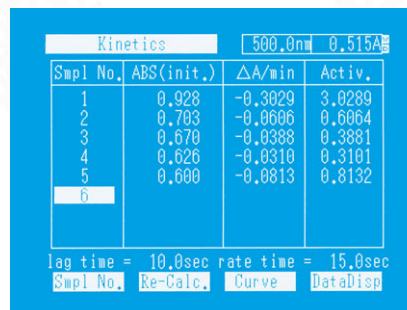 Kinetics 500.0nm 0.515A
Smpl No. ABS(init.) △A/min Activ.
1 0.928 -0.3029 3.0289
2 0.703 -0.0606 0.6064
3 0.670 -0.0388 0.3881
4 0.626 -0.0310 0.3101
5 0.600 -0.0813 0.8132
6
lag time = 10.0sec rate time = 15.0sec
Smpl No. Re-Calc. Curve DataDisp